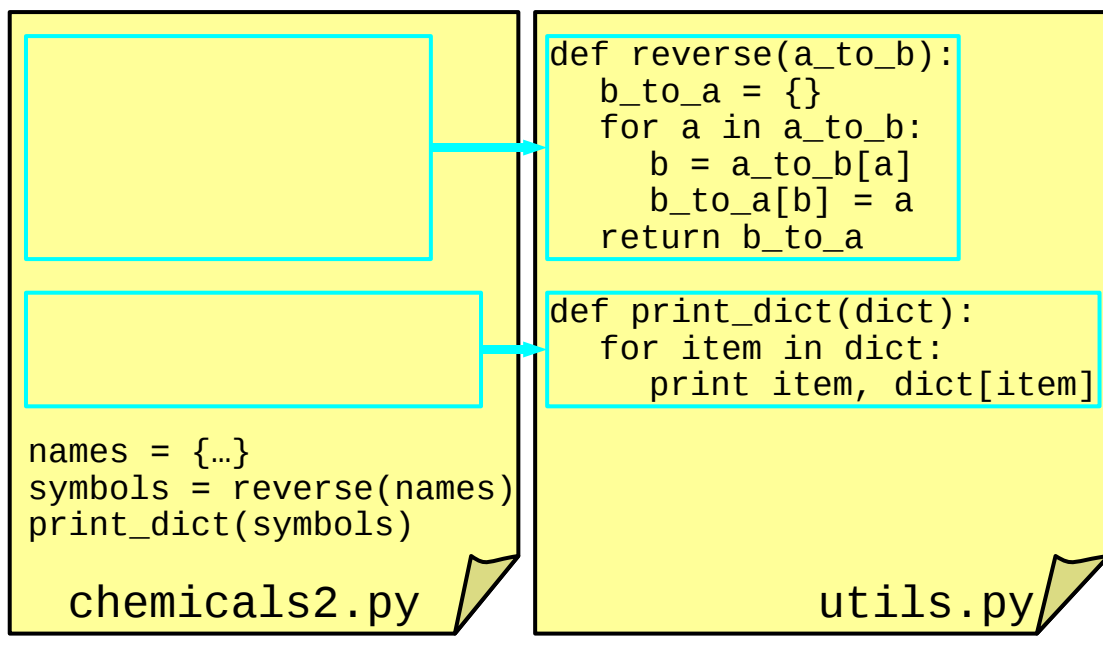 def reverse(a_to_b):
b_to_a = {}
for a in a_to_b:
b = a_to_b[a]
b_to_a[b] = a
return b_to_a
def print_dict(dict):
for item in dict:
print item, dict[item]
names = {…}
symbols = reverse(names)
print_dict(symbols)
chemicals2.py
utils.py